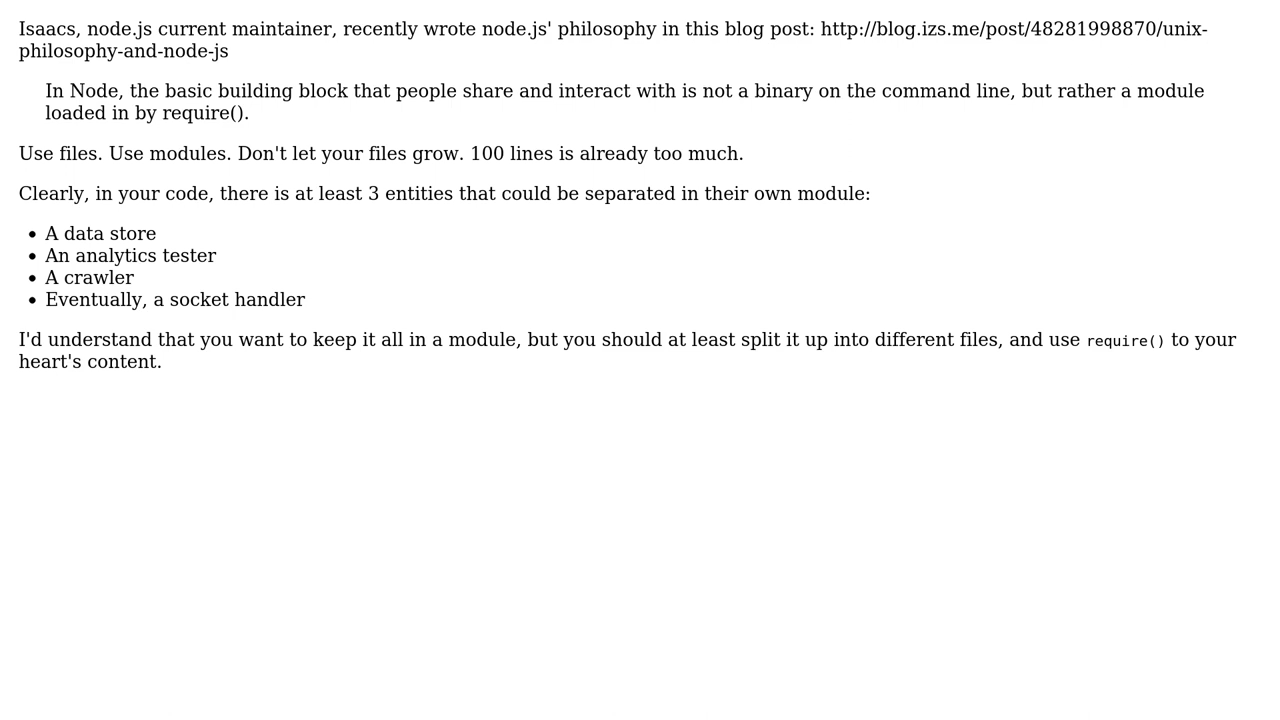 Isaacs, node.js current maintainer, recently wrote node.js' philosophy in this blog post: http://blog.izs.me/post/48281998870/unix-
philosophy-and-node-js
In Node, the basic building block that people share and interact with is not a binary on the command line, but rather a module
loaded in by require().
Use files. Use modules. Don't let your files grow. 100 lines is already too much.
Clearly, in your code, there is at least 3 entities that could be separated in their own module:
• A data store
• An analytics tester
• A crawler
• Eventually, a socket handler
I'd understand that you want to keep it all in a module, but you should at least split it up into different files, and use require() to your
heart's content.